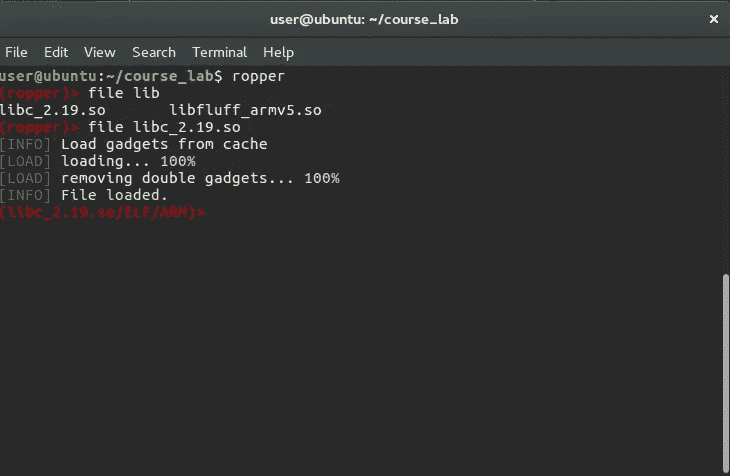 user@ubuntu: ~/course_lab ×
File Edit View Search Terminal Help
user@ubuntu:~/course_lab$ ropper
(ropper)> file lib
libc_2.19.so libfluff_armv5.so
(ropper)> file libc_2.19.so
[INFO] Load gadgets from cache
[LOAD] loading... 100%
[LOAD] removing double gadgets... 100%
[INFO] File loaded.
(libc_2.19.so/ELF/ARM)>